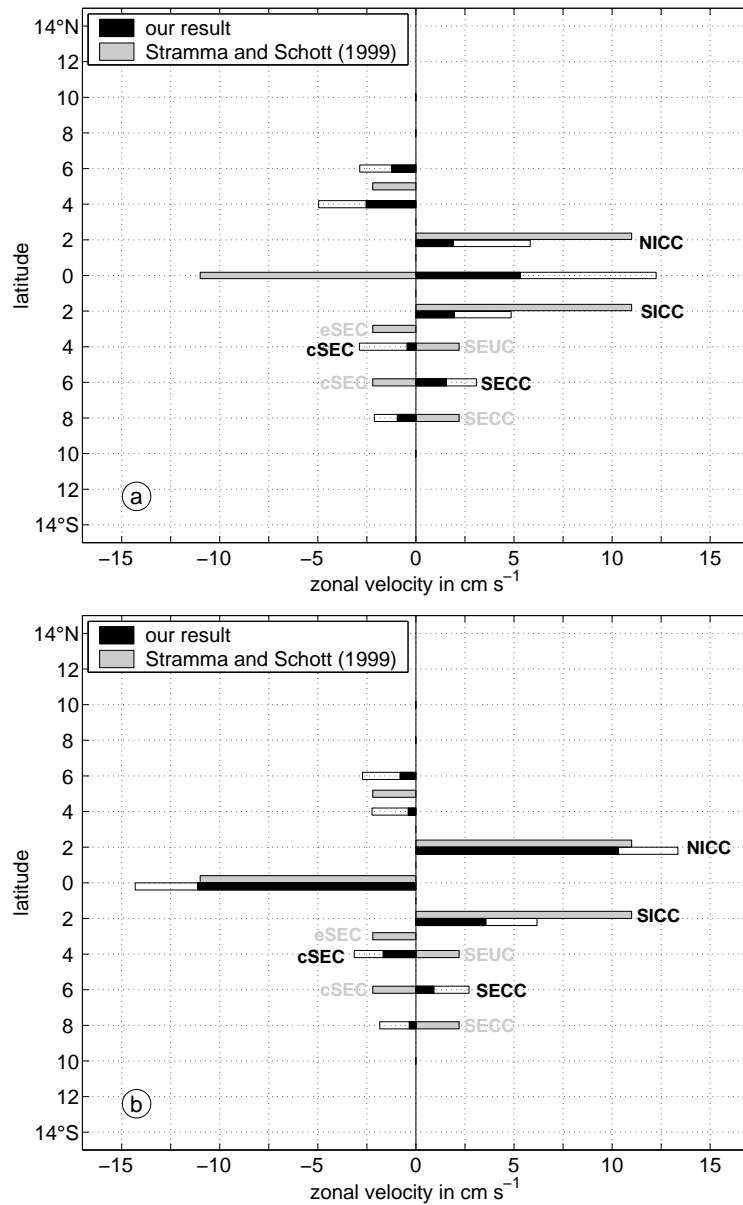 our result
Stramma and Schott (1999)
14°N
12
10
8
6
4
2
NICC
0
latitude
2
SICC
eSEC
4
cSEC
SEUC
6
cSEC
SECC
8
SECC
10
12
a
14°S
−15 −10 −5 0 5 10 15
zonal velocity in cm s⁻¹
our result
Stramma and Schott (1999)
14°N
12
10
8
6
4
2
NICC
0
latitude
2
SICC
eSEC
4
cSEC
SEUC
6
cSEC
SECC
8
SECC
10
12
b
14°S
−15 −10 −5 0 5 10 15
zonal velocity in cm s⁻¹